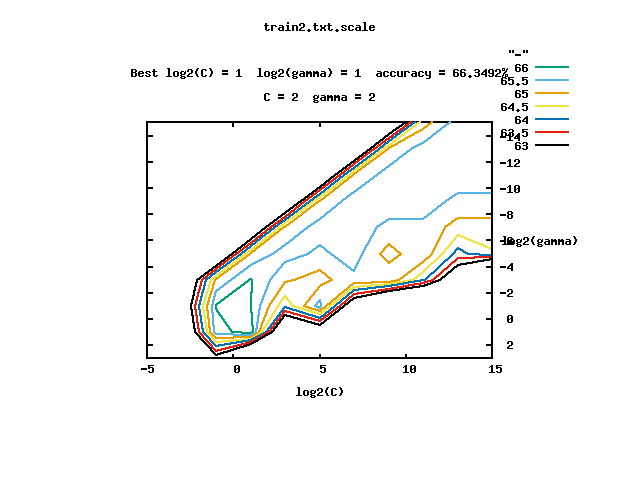 train2.txt.scale
"-"
Best log2(C) = 1 log2(gamma) = 1 accuracy = 66.3492%
66
65.5
C = 2 gamma = 2
65
64.5
64
63.5
63
-14
-12
-10
-8
-6
log2(gamma)
-4
-2
0
2
-5 0 5 10 15
log2(C)